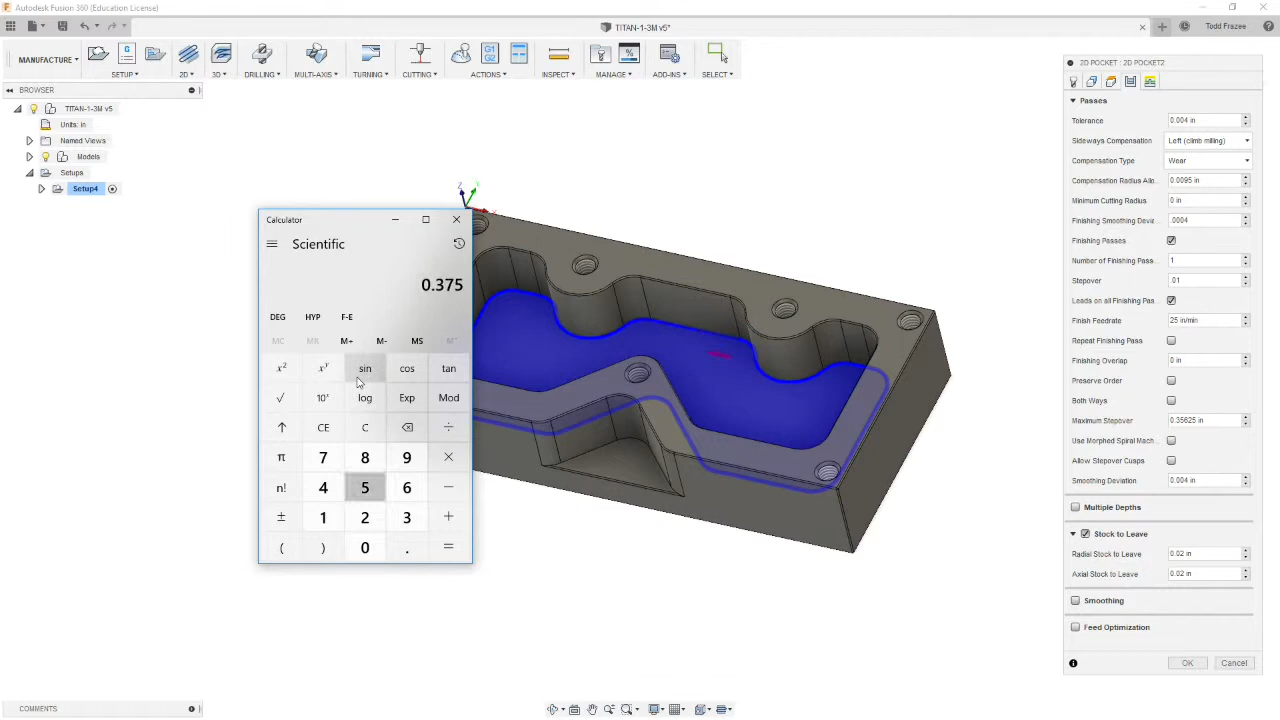 Autodesk Fusion 360 (Education License)
TITAN-1-3M v5*
Todd Frazee
MANUFACTURE
SETUP
2D
3D
DRILLING
MULTI-AXIS
TURNING
CUTTING
ACTIONS
INSPECT
MANAGE
ADD-INS
SELECT
G
G1
G2
%
BROWSER
TITAN-1-3M v5
Units: in
Named Views
Models
Setups
Setup4
Z
Y
X
Calculator
Scientific
0.375
DEG HYP F-E
MC MR M+ M- MS M˅
x² xʸ sin cos tan
√ 10ˣ log Exp Mod
↑ CE C ÷
π 7 8 9 ×
n! 4 5 6 −
± 1 2 3 +
( ) 0 . =
2D POCKET : 2D POCKET2
Passes
Tolerance 0.004 in
Sideways Compensation Left (climb milling)
Compensation Type Wear
Compensation Radius Allo... 0.0095 in
Minimum Cutting Radius 0 in
Finishing Smoothing Devia... .0004
Finishing Passes
Number of Finishing Pass... 1
Stepover .01
Leads on all Finishing Pas...
Finish Feedrate 25 in/min
Repeat Finishing Pass
Finishing Overlap 0 in
Preserve Order
Both Ways
Maximum Stepover 0.35625 in
Use Morphed Spiral Mach...
Allow Stepover Cusps
Smoothing Deviation 0.004 in
Multiple Depths
Stock to Leave
Radial Stock to Leave 0.02 in
Axial Stock to Leave 0.02 in
Smoothing
Feed Optimization
OK Cancel
COMMENTS